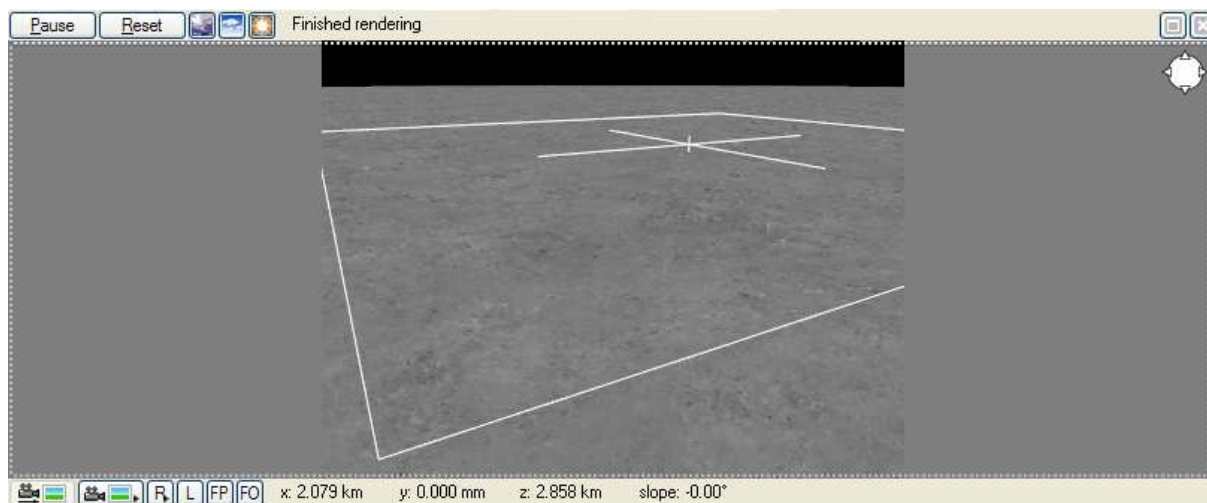 Pause Reset Finished rendering
R L FP FO x: 2.079 km y: 0.000 mm z: 2.858 km slope: -0.00°